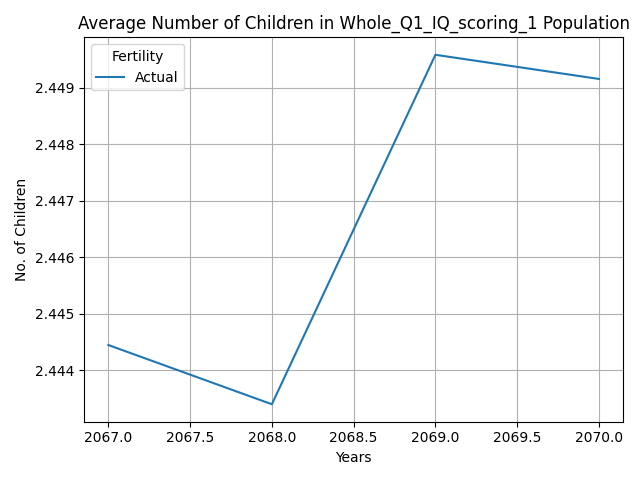 Average Number of Children in Whole_Q1_IQ_scoring_1 Population
Fertility
Actual
No. of Children
2.449
2.448
2.447
2.446
2.445
2.444
2067.0 2067.5 2068.0 2068.5 2069.0 2069.5 2070.0
Years